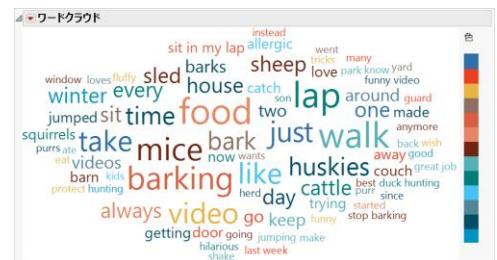 ワードクラウド
色
instead
sit in my lap allergic went
tricks many
barks sheep love park know yard
window loves fluffy sled house catch funny video
winter every lap around guard
son
jumped sit time food two one made
squirrels take mice bark just walk anymore
purrs ate back wish
eat videos now wants like huskies away good
barn kids barking couch great job
protect hunting herd day cattle best duck hunting
purr since
always video go keep trying started
funny stop barking
getting door going jumping make
hilarious last week
shake